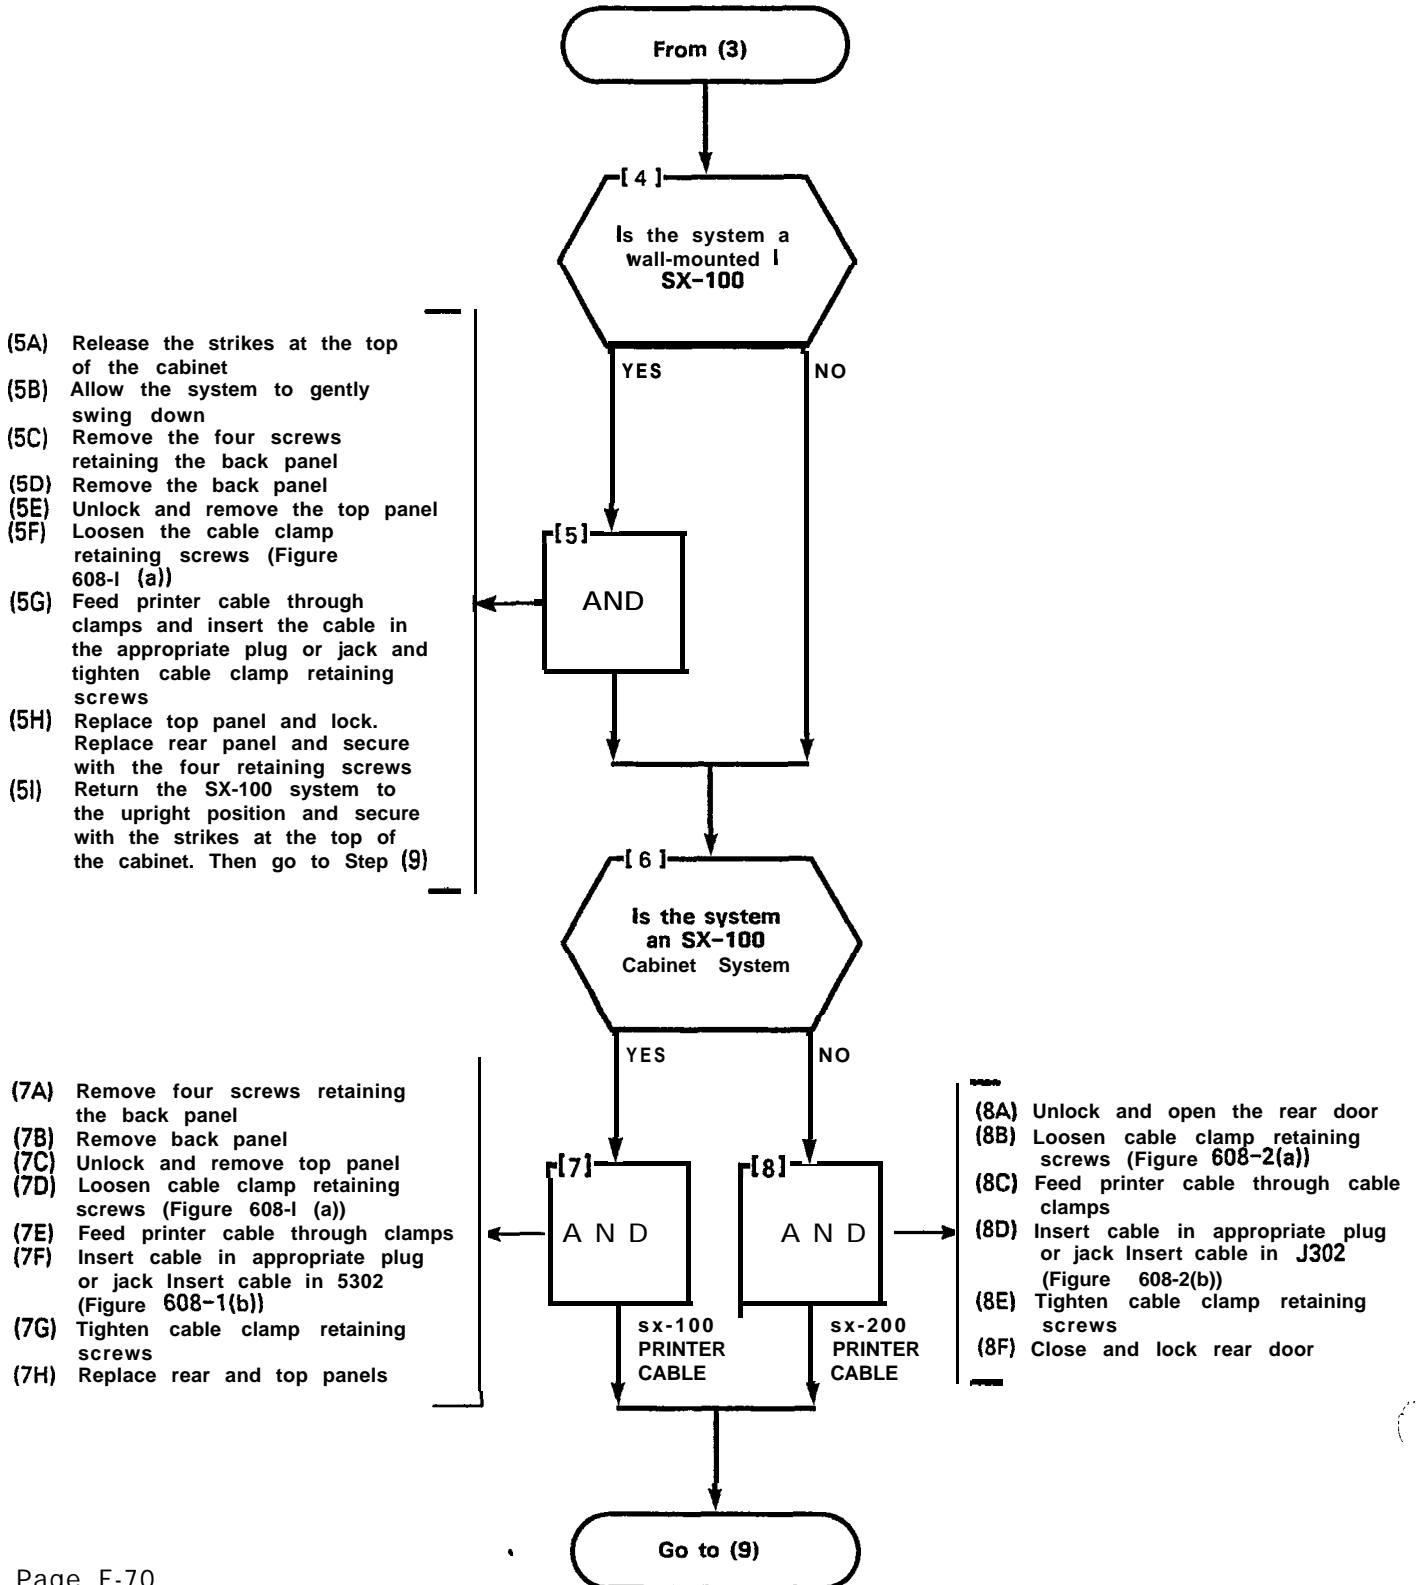 From (3)
[ 4 ]
Is the system a
wall-mounted I
SX-100
YES
NO
(5A) Release the strikes at the top
of the cabinet
(5B) Allow the system to gently
swing down
(5C) Remove the four screws
retaining the back panel
(5D) Remove the back panel
(5E) Unlock and remove the top panel
(5F) Loosen the cable clamp
retaining screws (Figure
608-I (a))
(5G) Feed printer cable through
clamps and insert the cable in
the appropriate plug or jack and
tighten cable clamp retaining
screws
(5H) Replace top panel and lock.
Replace rear panel and secure
with the four retaining screws
(5I) Return the SX-100 system to
the upright position and secure
with the strikes at the top of
the cabinet. Then go to Step (9)
[5]
AND
[ 6 ]
Is the system
an SX-100
Cabinet System
YES
NO
(7A) Remove four screws retaining
the back panel
(7B) Remove back panel
(7C) Unlock and remove top panel
(7D) Loosen cable clamp retaining
screws (Figure 608-I (a))
(7E) Feed printer cable through clamps
(7F) Insert cable in appropriate plug
or jack Insert cable in 5302
(Figure 608-1(b))
(7G) Tighten cable clamp retaining
screws
(7H) Replace rear and top panels
[7]
AND
[8]
AND
sx-100
PRINTER
CABLE
sx-200
PRINTER
CABLE
(8A) Unlock and open the rear door
(8B) Loosen cable clamp retaining
screws (Figure 608-2(a))
(8C) Feed printer cable through cable
clamps
(8D) Insert cable in appropriate plug
or jack Insert cable in J302
(Figure 608-2(b))
(8E) Tighten cable clamp retaining
screws
(8F) Close and lock rear door
Go to (9)
Page F-70